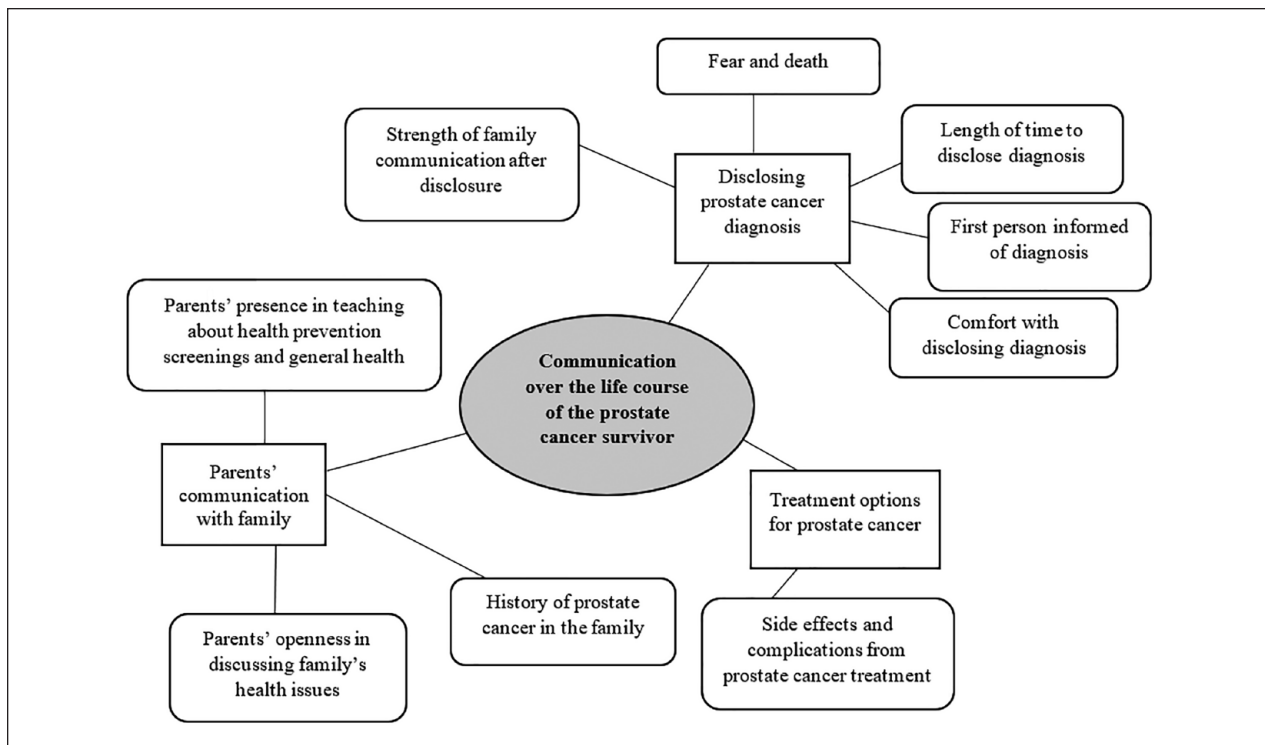 Fear and death
Strength of family
communication after
disclosure
Length of time to
disclose diagnosis
Disclosing
prostate cancer
diagnosis
First person informed
of diagnosis
Comfort with
disclosing diagnosis
Parents’ presence in teaching
about health prevention
screenings and general health
Communication
over the life course
of the prostate
cancer survivor
Parents’
communication
with family
Treatment options
for prostate cancer
History of prostate
cancer in the family
Side effects and
complications from
prostate cancer treatment
Parents’ openness in
discussing family’s
health issues